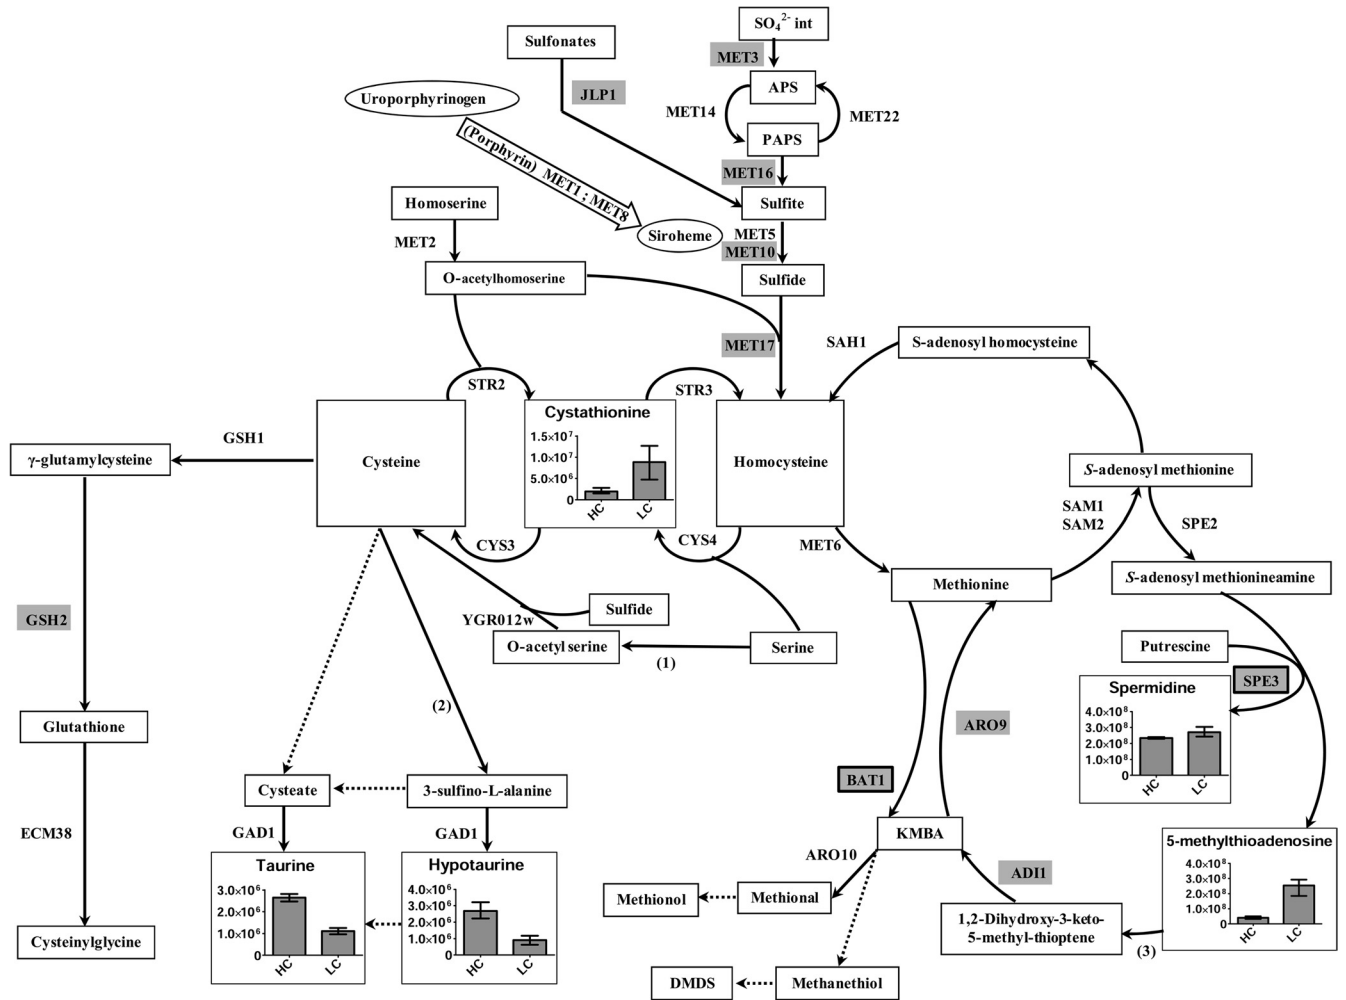 SO₄²⁻ int
Sulfonates
MET3
JLP1
APS
Uroporphyrinogen
MET14
MET22
PAPS
(Porphyrin) MET1 ; MET8
MET16
Homoserine
Sulfite
MET2
Siroheme
MET5
MET10
O-acetylhomoserine
Sulfide
MET17
SAH1
S-adenosyl homocysteine
STR2
STR3
Cystathionine
1.5×10⁷
1.0×10⁷
5.0×10⁶
0
HC
LC
GSH1
γ-glutamylcysteine
Cysteine
Homocysteine
S-adenosyl methionine
SAM1
SAM2
SPE2
CYS3
CYS4
MET6
Methionine
S-adenosyl methionineamine
GSH2
YGR012w
Sulfide
O-acetyl serine
(1)
Serine
Putrescine
SPE3
Spermidine
4.0×10⁸
3.0×10⁸
2.0×10⁸
1.0×10⁸
0
HC
LC
(2)
Glutathione
ARO9
BAT1
Cysteate
3-sulfino-L-alanine
ECM38
GAD1
GAD1
KMBA
ARO10
ADI1
Taurine
3.0×10⁶
2.0×10⁶
1.0×10⁶
0
HC
LC
Hypotaurine
4.0×10⁶
3.0×10⁶
2.0×10⁶
1.0×10⁶
0
HC
LC
5-methylthioadenosine
4.0×10⁸
3.0×10⁸
2.0×10⁸
1.0×10⁸
0
HC
LC
Methionol
Methional
1,2-Dihydroxy-3-keto-
5-methyl-thioptene
(3)
Cysteinylglycine
DMDS
Methanethiol